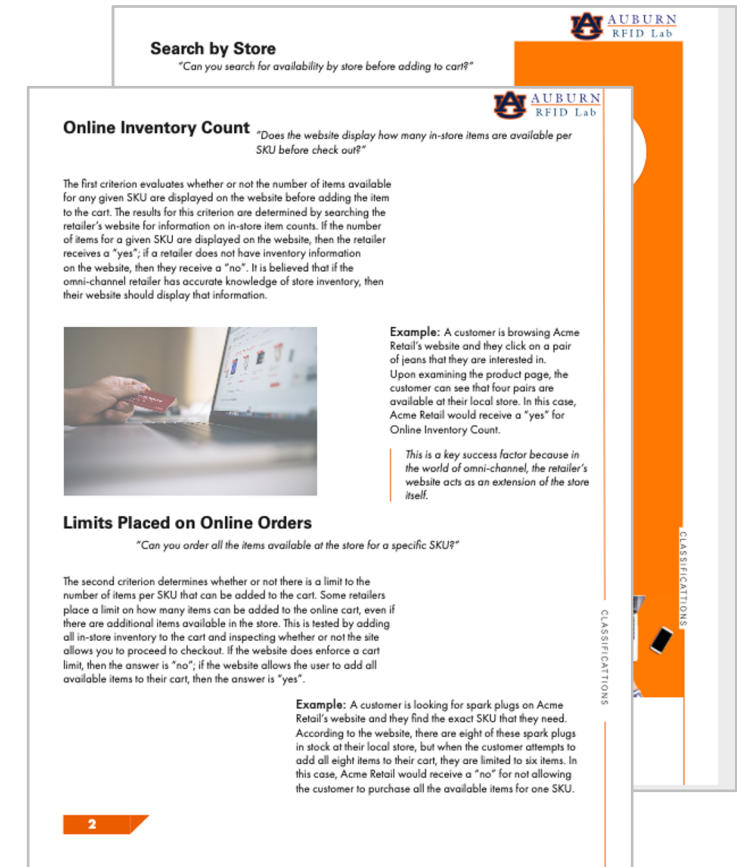 Search by Store
"Can you search for availability by store before adding to cart?"
AUBURN
RFID Lab
AUBURN
RFID Lab
Online Inventory Count
"Does the website display how many in-store items are available per
SKU before check out?"
The first criterion evaluates whether or not the number of items available
for any given SKU are displayed on the website before adding the item
to the cart. The results for this criterion are determined by searching the
retailer's website for information on in-store item counts. If the number
of items for a given SKU are displayed on the website, then the retailer
receives a "yes"; if a retailer does not have inventory information
on the website, then they receive a "no". It is believed that if the
omni-channel retailer has accurate knowledge of store inventory, then
their website should display that information.
Example: A customer is browsing Acme
Retail's website and they click on a pair
of jeans that they are interested in.
Upon examining the product page, the
customer can see that four pairs are
available at their local store. In this case,
Acme Retail would receive a "yes" for
Online Inventory Count.
This is a key success factor because in
the world of omni-channel, the retailer's
website acts as an extension of the store
itself.
Limits Placed on Online Orders
"Can you order all the items available at the store for a specific SKU?"
The second criterion determines whether or not there is a limit to the
number of items per SKU that can be added to the cart. Some retailers
place a limit on how many items can be added to the online cart, even if
there are additional items available in the store. This is tested by adding
all in-store inventory to the cart and inspecting whether or not the site
allows you to proceed to checkout. If the website does enforce a cart
limit, then the answer is "no"; if the website allows the user to add all
available items to their cart, then the answer is "yes".
Example: A customer is looking for spark plugs on Acme
Retail's website and they find the exact SKU that they need.
According to the website, there are eight of these spark plugs
in stock at their local store, but when the customer attempts to
add all eight items to their cart, they are limited to six items. In
this case, Acme Retail would receive a "no" for not allowing
the customer to purchase all the available items for one SKU.
CLASSIFICATTIONS
CLASSIFICATTIONS
2